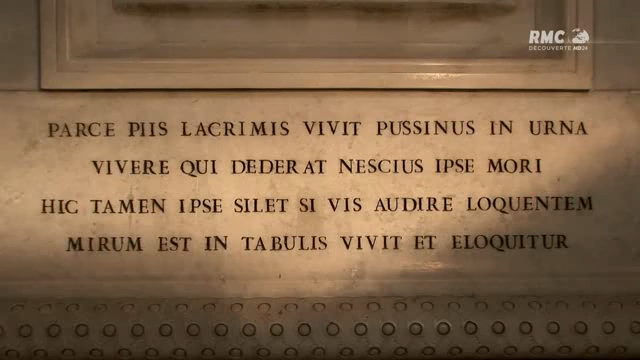 RMC
DÉCOUVERTE HD24
PARCE PIIS LACRIMIS VIVIT PUSSINUS IN URNA
VIVERE QUI DEDERAT NESCIUS IPSE MORI
HIC TAMEN IPSE SILET SI VIS AUDIRE LOQUENTEM
MIRUM EST IN TABULIS VIVIT ET ELOQUITUR